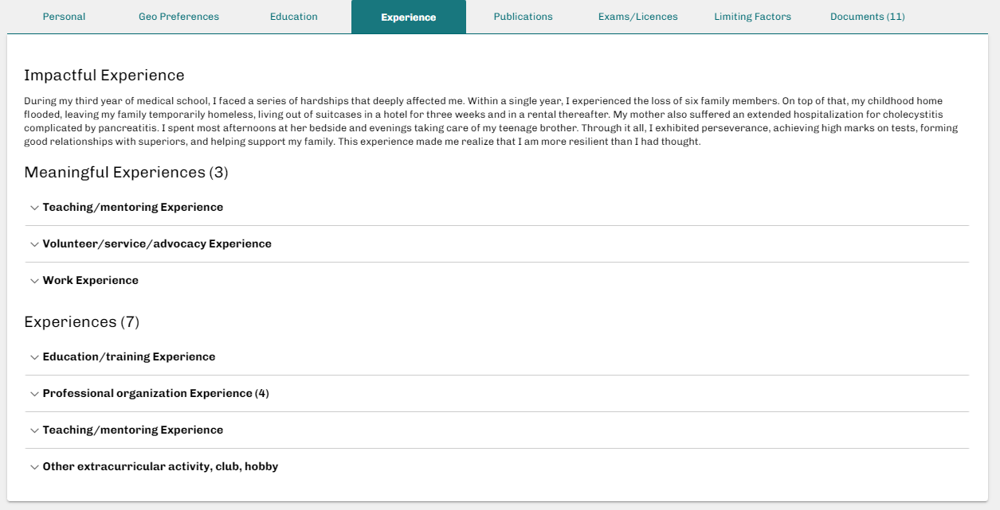 Personal
Geo Preferences
Education
Experience
Publications
Exams/Licences
Limiting Factors
Documents (11)
Impactful Experience
During my third year of medical school, I faced a series of hardships that deeply affected me. Within a single year, I experienced the loss of six family members. On top of that, my childhood home
flooded, leaving my family temporarily homeless, living out of suitcases in a hotel for three weeks and in a rental thereafter. My mother also suffered an extended hospitalization for cholecystitis
complicated by pancreatitis. I spent most afternoons at her bedside and evenings taking care of my teenage brother. Through it all, I exhibited perseverance, achieving high marks on tests, forming
good relationships with superiors, and helping support my family. This experience made me realize that I am more resilient than I had thought.
Meaningful Experiences (3)
Teaching/mentoring Experience
Volunteer/service/advocacy Experience
Work Experience
Experiences (7)
Education/training Experience
Professional organization Experience (4)
Teaching/mentoring Experience
Other extracurricular activity, club, hobby